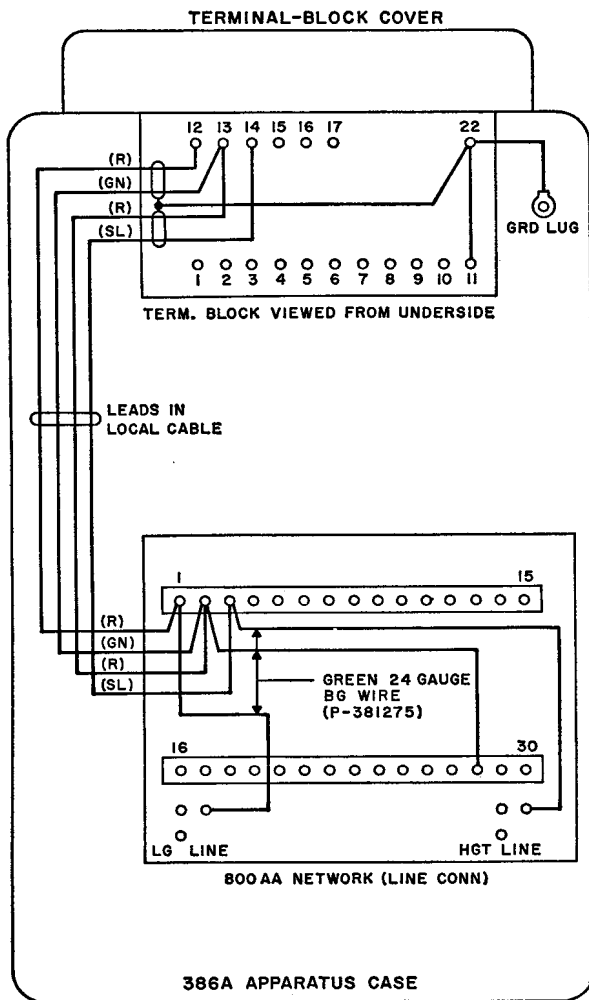 TERMINAL-BLOCK COVER
12 13 14 15 16 17 22
(R)
(GN)
(R)
(SL)
GRD LUG
1 2 3 4 5 6 7 8 9 10 11
TERM. BLOCK VIEWED FROM UNDERSIDE
LEADS IN
LOCAL CABLE
1 15
(R)
(GN)
(R)
(SL)
GREEN 24 GAUGE
BG WIRE
(P-381275)
16 30
LG LINE HGT LINE
800AA NETWORK (LINE CONN)
386A APPARATUS CASE